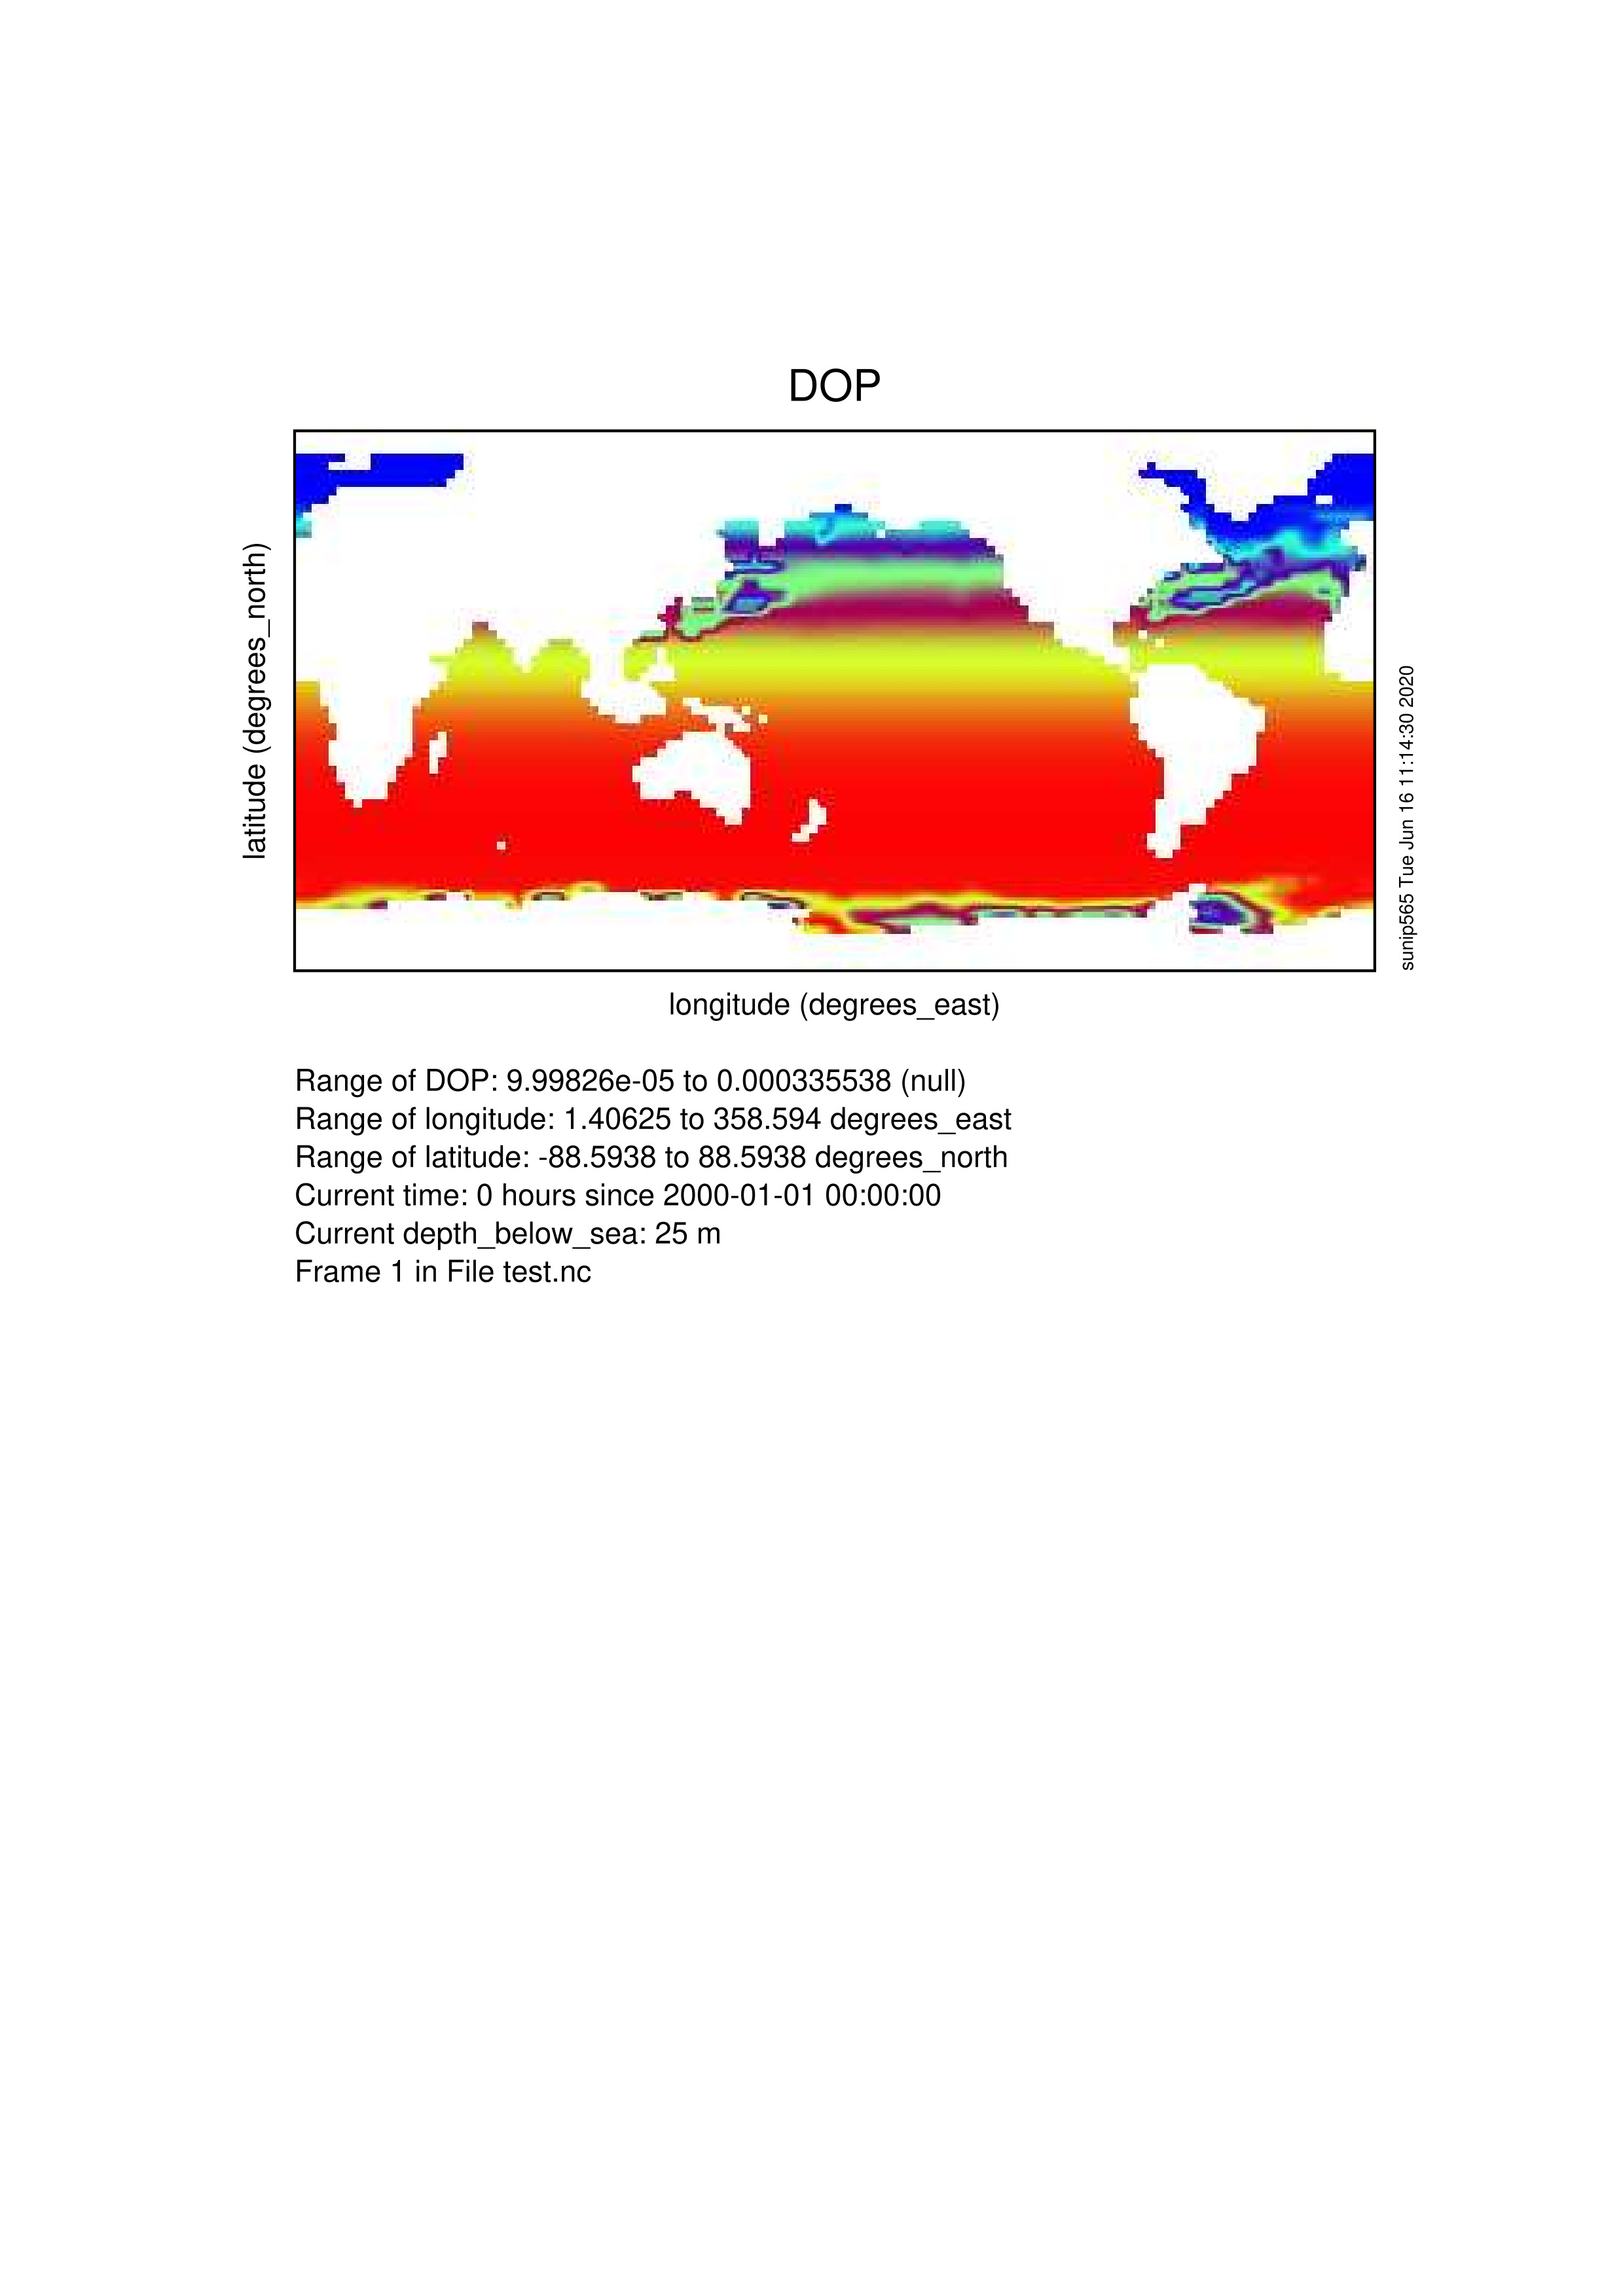 DOP
latitude (degrees_north)
longitude (degrees_east)
sunip565 Tue Jun 16 11:14:30 2020
Range of DOP: 9.99826e-05 to 0.000335538 (null)
Range of longitude: 1.40625 to 358.594 degrees_east
Range of latitude: -88.5938 to 88.5938 degrees_north
Current time: 0 hours since 2000-01-01 00:00:00
Current depth_below_sea: 25 m
Frame 1 in File test.nc